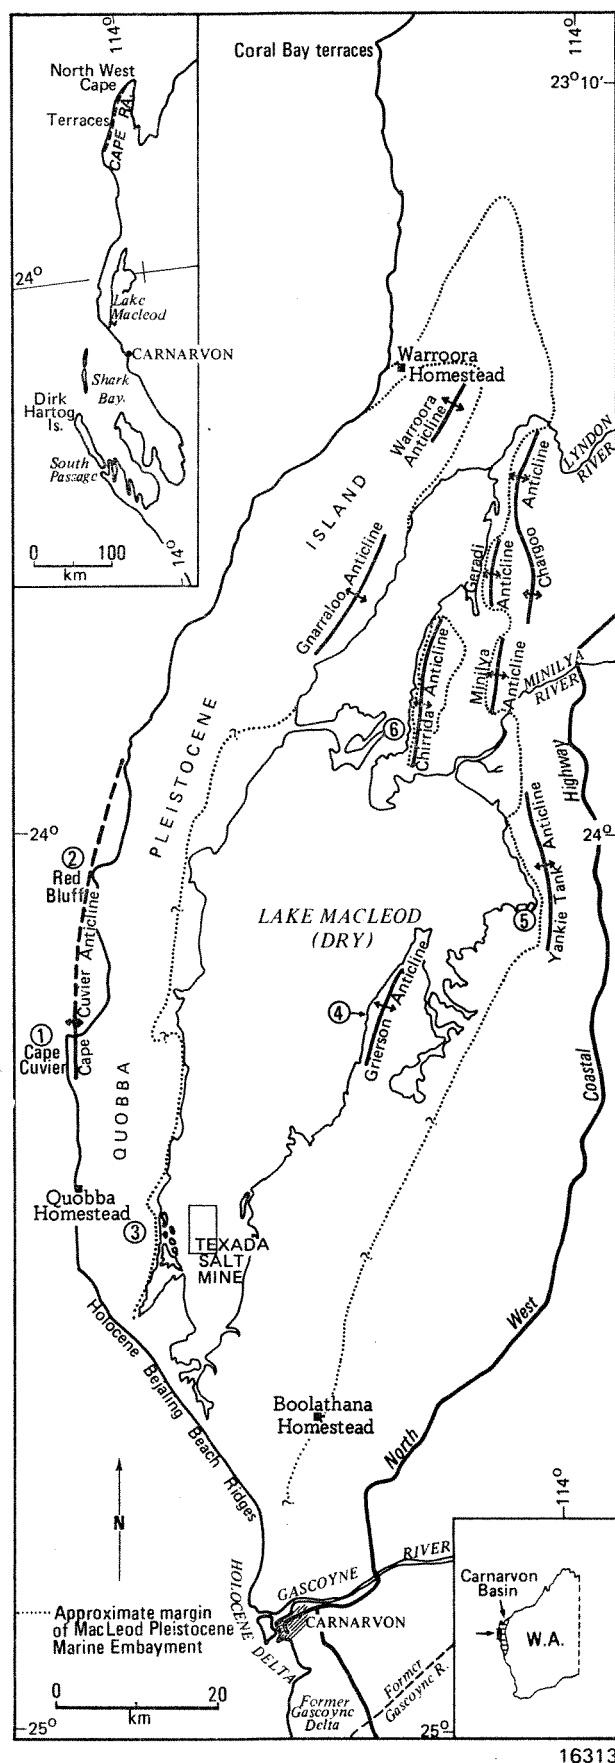 114°
North West
Cape
Terraces
CAPE RA.
24°
Lake
Macleod
CARNARVON
Shark
Bay.
Dirk
Hartog
Is.
South
Passage
0 100
km
14°
Coral Bay terraces
114°
23°10'
Warroora
Homestead
Warroora
Anticline
LYNDON
RIVER
ISLAND
Gnarraloo Anticline
Geradi
Anticline
Chargoo
Anticline
Chirrida Anticline
Minilya
Anticline
MINILYA
RIVER
⑥
PLEISTOCENE
?
24°
②
Red
Bluff
Highway
24°
Yankie Tank Anticline
⑤
LAKE MACLEOD
(DRY)
?
Cape Cuvier Anticline
④
Grierson Anticline
①
Cape
Cuvier
?
?
Coastal
QUOBBA
Quobba
Homestead
③
TEXADA
SALT
MINE
West
Holocene Bejaling Beach Ridges
Boolathana
Homestead
North
?
N
114°
HOLOCENE DELTA
GASCOYNE RIVER
CARNARVON
Carnarvon
Basin
W.A.
Approximate margin
of MacLeod Pleistocene
Marine Embayment
0 20
km
Former
Gascoyne
Delta
Former
Gascoyne R.
25°
25°
16313